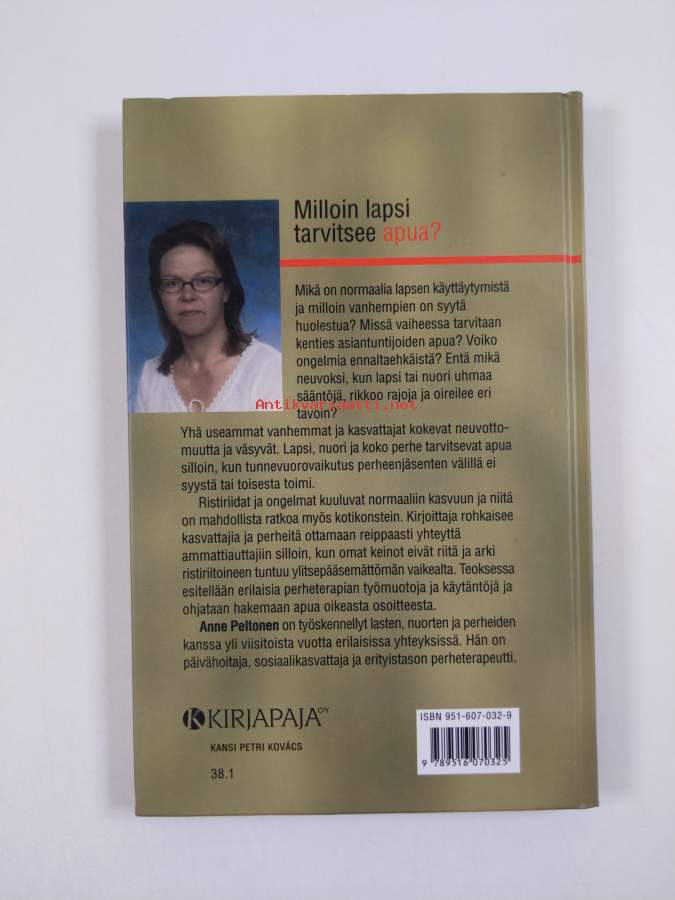 Milloin lapsi
tarvitsee apua?
Mikä on normaalia lapsen käyttäytymistä
ja milloin vanhempien on syytä
huolestua? Missä vaiheessa tarvitaan
kenties asiantuntijoiden apua? Voiko
ongelmia ennaltaehkäistä? Entä mikä
neuvoksi, kun lapsi tai nuori uhmaa
sääntöjä, rikkoo rajoja ja oireilee eri
Antikvariaatti.net
tavoin?
Yhä useammat vanhemmat ja kasvattajat kokevat neuvotto-
muutta ja väsyvät. Lapsi, nuori ja koko perhe tarvitsevat apua
silloin, kun tunnevuorovaikutus perheenjäsenten välillä ei
syystä tai toisesta toimi.
Ristiriidat ja ongelmat kuuluvat normaaliin kasvuun ja niitä
on mahdollista ratkoa myös kotikonstein. Kirjoittaja rohkaisee
kasvattajia ja perheitä ottamaan reippaasti yhteyttä
ammattiauttajiin silloin, kun omat keinot eivät riitä ja arki
ristiriitoineen tuntuu ylitsepääsemättömän vaikealta. Teoksessa
esitellään erilaisia perheterapian työmuotoja ja käytäntöjä ja
ohjataan hakemaan apua oikeasta osoitteesta.
Anne Peltonen on työskennellyt lasten, nuorten ja perheiden
kanssa yli viisitoista vuotta erilaisissa yhteyksissä. Hän on
päivähoitaja, sosiaalikasvattaja ja erityistason perheterapeutti.
K KIRJAPAJA OY
KANSI PETRI KOVÁCS
38.1
ISBN 951-607-032-9
9 789516 070325